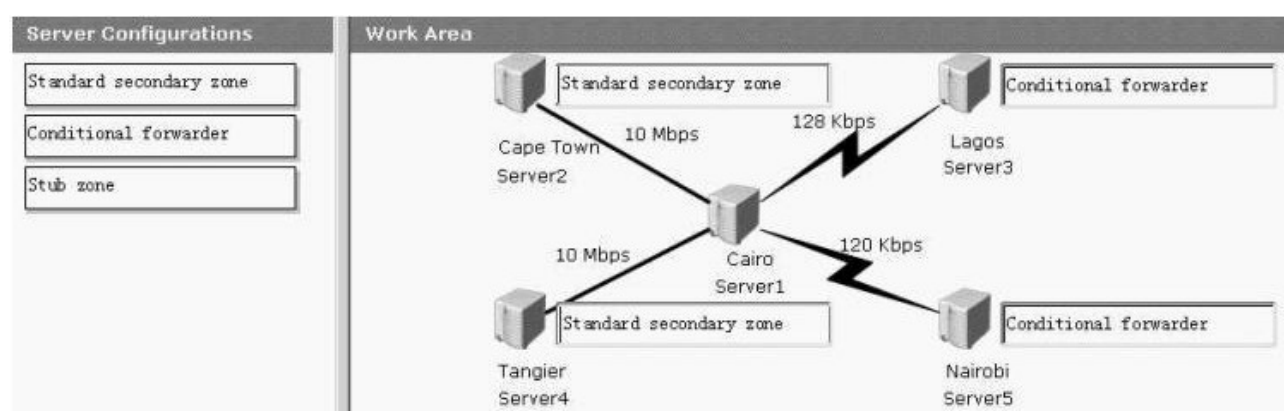 Server Configurations
Standard secondary zone
Conditional forwarder
Stub zone
Work Area
Standard secondary zone
Cape Town
Server2
10 Mbps
128 Kbps
Conditional forwarder
Lagos
Server3
10 Mbps
Cairo
Server1
120 Kbps
Standard secondary zone
Tangier
Server4
Conditional forwarder
Nairobi
Server5